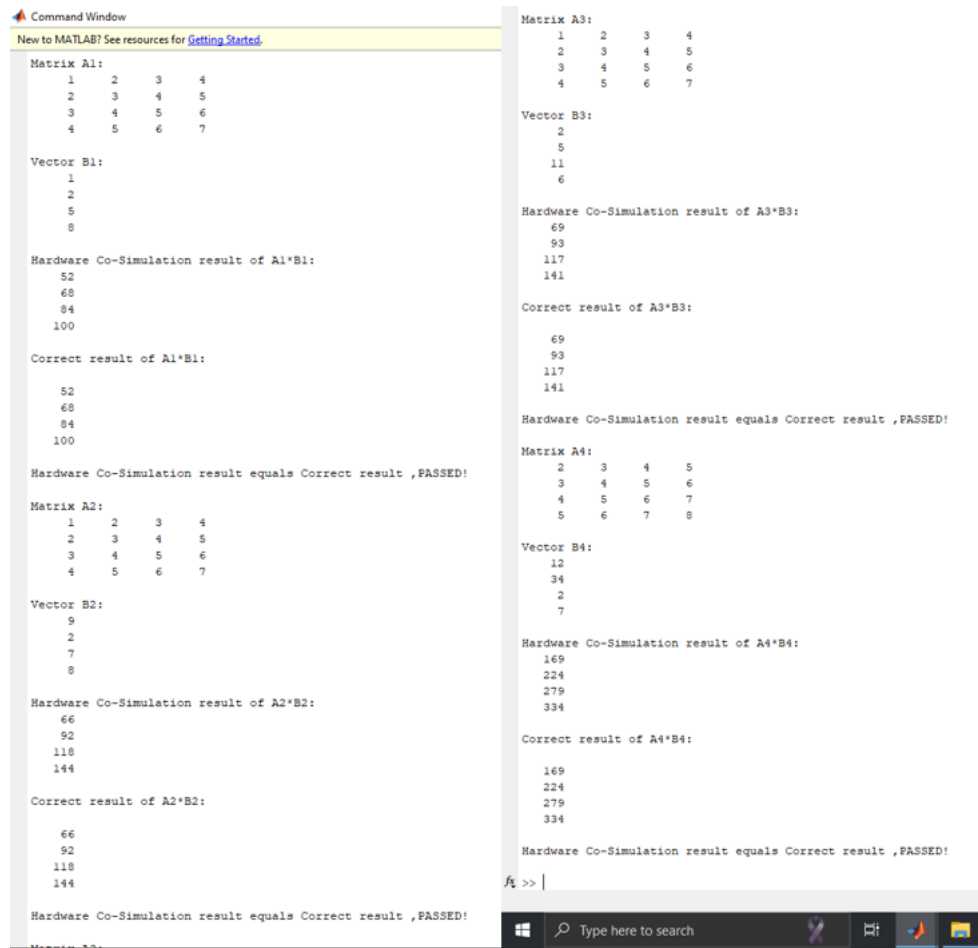 Command Window
New to MATLAB? See resources for Getting Started.
Matrix A1:
1 2 3 4
2 3 4 5
3 4 5 6
4 5 6 7
Vector B1:
1
2
5
8
Hardware Co-Simulation result of A1*B1:
52
68
84
100
Correct result of A1*B1:
52
68
84
100
Hardware Co-Simulation result equals Correct result ,PASSED!
Matrix A2:
1 2 3 4
2 3 4 5
3 4 5 6
4 5 6 7
Vector B2:
9
2
7
8
Hardware Co-Simulation result of A2*B2:
66
92
118
144
Correct result of A2*B2:
66
92
118
144
Hardware Co-Simulation result equals Correct result ,PASSED!
Matrix A3:
1 2 3 4
2 3 4 5
3 4 5 6
4 5 6 7
Vector B3:
2
5
11
6
Hardware Co-Simulation result of A3*B3:
69
93
117
141
Correct result of A3*B3:
69
93
117
141
Hardware Co-Simulation result equals Correct result ,PASSED!
Matrix A4:
2 3 4 5
3 4 5 6
4 5 6 7
5 6 7 8
Vector B4:
12
34
2
7
Hardware Co-Simulation result of A4*B4:
169
224
279
334
Correct result of A4*B4:
169
224
279
334
Hardware Co-Simulation result equals Correct result ,PASSED!
fx >>
Type here to search